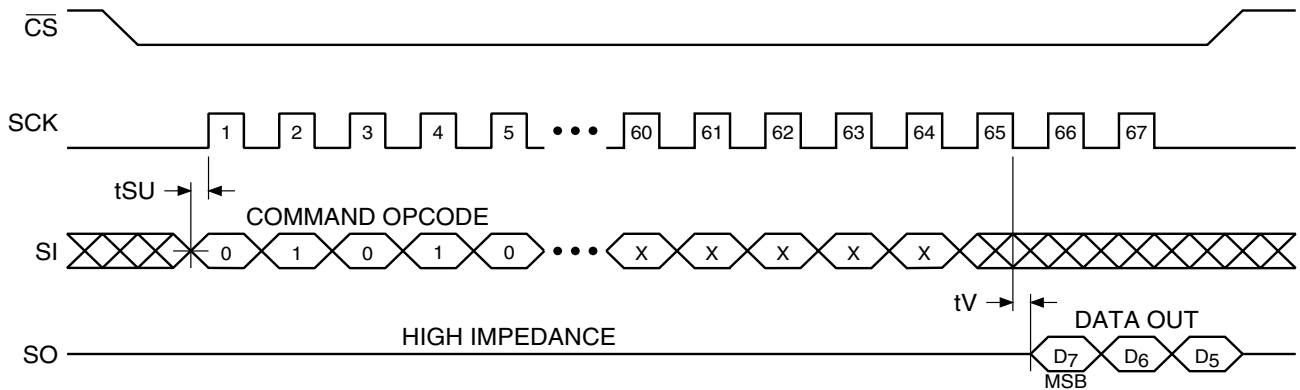 CS
SCK 1 2 3 4 5 ••• 60 61 62 63 64 65 66 67
tSU
COMMAND OPCODE
SI 0 1 0 1 0 ••• X X X X X
tV
HIGH IMPEDANCE
DATA OUT
SO D7 D6 D5
MSB